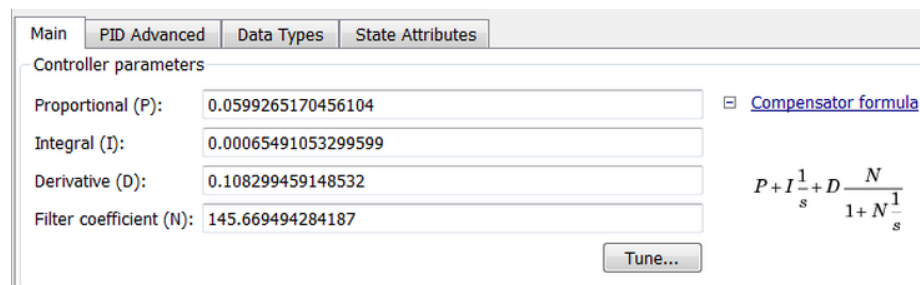 Main PID Advanced Data Types State Attributes
Controller parameters
Proportional (P): 0.0599265170456104
Compensator formula
Integral (I): 0.00065491053299599
Derivative (D): 0.108299459148532
Filter coefficient (N): 145.669494284187
P + I 1/s + D N/(1 + N 1/s)
Tune...